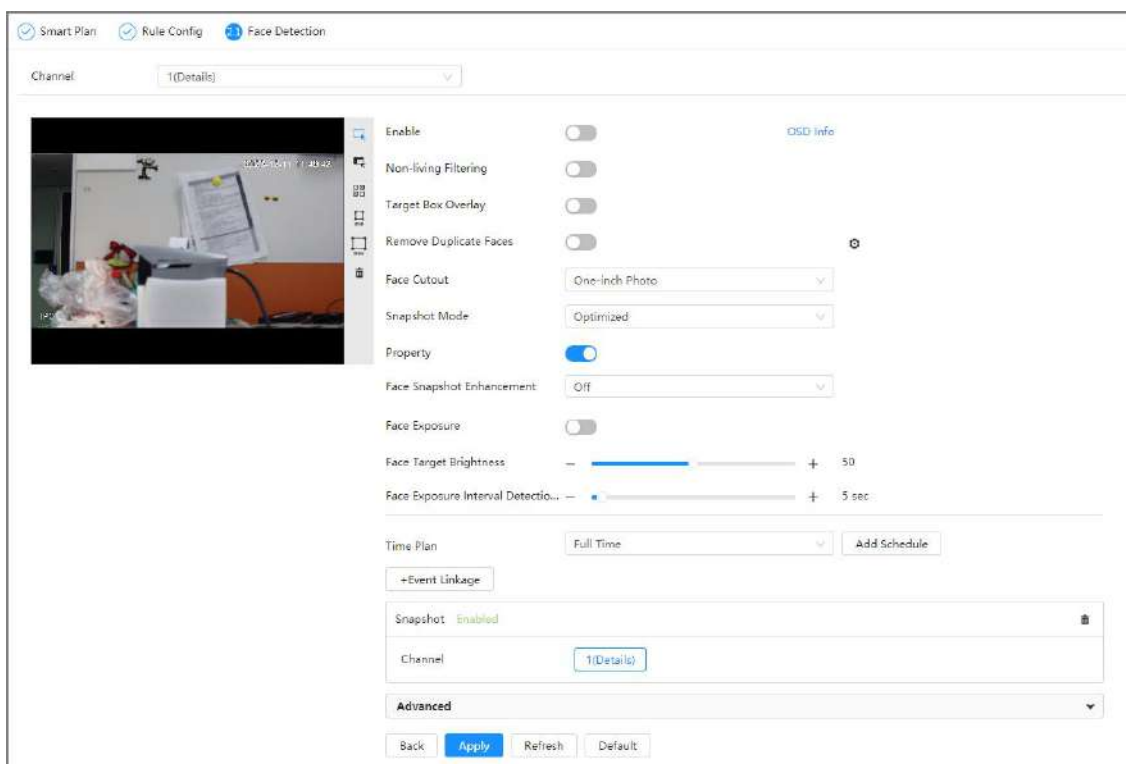 Smart Plan Rule Config Face Detection
Channel 1(Details)
Enable OSD Info
Non-living Filtering
Target Box Overlay
Remove Duplicate Faces
Face Cutout One-inch Photo
Snapshot Mode Optimized
Property
Face Snapshot Enhancement Off
Face Exposure
Face Target Brightness − + 50
Face Exposure Interval Detectio... − + 5 sec
Time Plan Full Time Add Schedule
+Event Linkage
Snapshot Enabled
Channel 1(Details)
Advanced
Back Apply Refresh Default